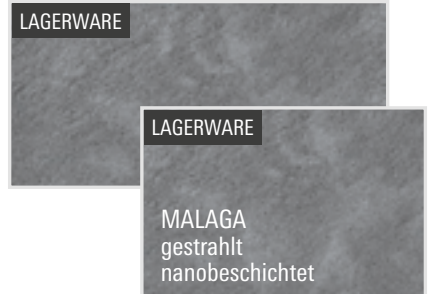 LAGERWARE
LAGERWARE
MALAGA
gestrahlt
nanobeschichtet